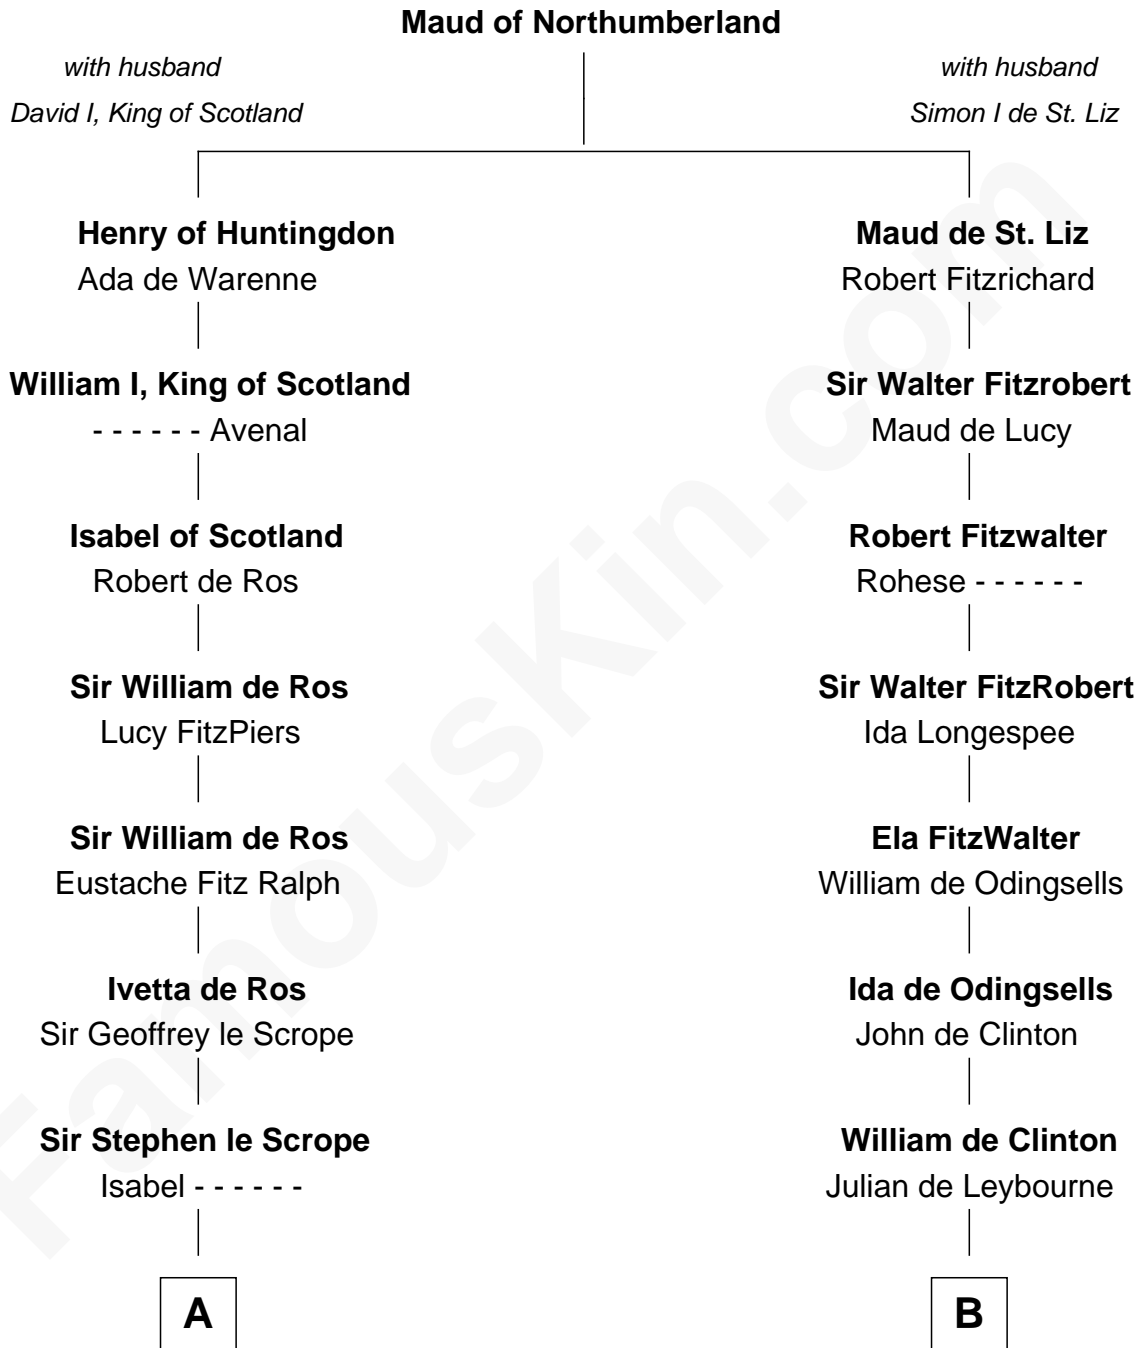 Maud of Northumberland
with husband
David I, King of Scotland
with husband
Simon I de St. Liz
Henry of Huntingdon
Ada de Warenne
William I, King of Scotland
- - - - - - Avenal
Isabel of Scotland
Robert de Ros
Sir William de Ros
Lucy FitzPiers
Sir William de Ros
Eustache Fitz Ralph
Ivetta de Ros
Sir Geoffrey le Scrope
Sir Stephen le Scrope
Isabel - - - - - -
A
Maud de St. Liz
Robert Fitzrichard
Sir Walter Fitzrobert
Maud de Lucy
Robert Fitzwalter
Rohese - - - - - -
Sir Walter FitzRobert
Ida Longespee
Ela FitzWalter
William de Odingsells
Ida de Odingsells
John de Clinton
William de Clinton
Julian de Leybourne
B
FamousKin.com